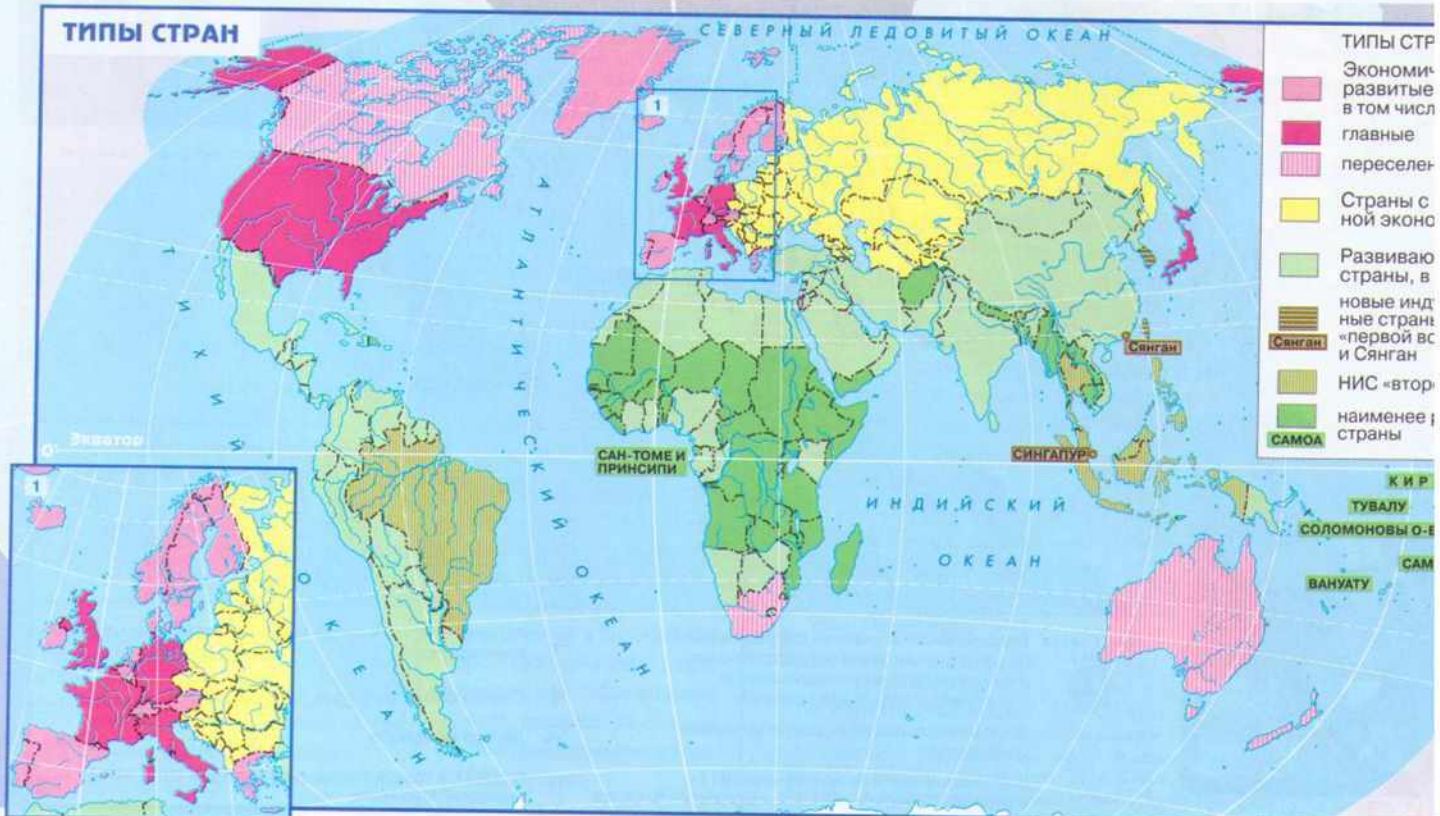 ТИПЫ СТРАН
СЕВЕРНЫЙ ЛЕДОВИТЫЙ ОКЕАН
1
АТЛАНТИЧЕСКИЙ ОКЕАН
ТИХИЙ ОКЕАН
Экватор
0°
САН-ТОМЕ И
ПРИНСИПИ
ИНДИЙСКИЙ
ОКЕАН
Сянган
СИНГАПУР
КИР
ТУВАЛУ
СОЛОМОНОВЫ О-В
САМ
ВАНУАТУ
1
ТИПЫ СТР
Экономич
развитые
в том числ
главные
переселен
Страны с
ной эконо
Развиваю
страны, в
новые инд
ные страны
Сянган
«первой во
и Сянган
НИС «втор
наименее р
САМОА
страны